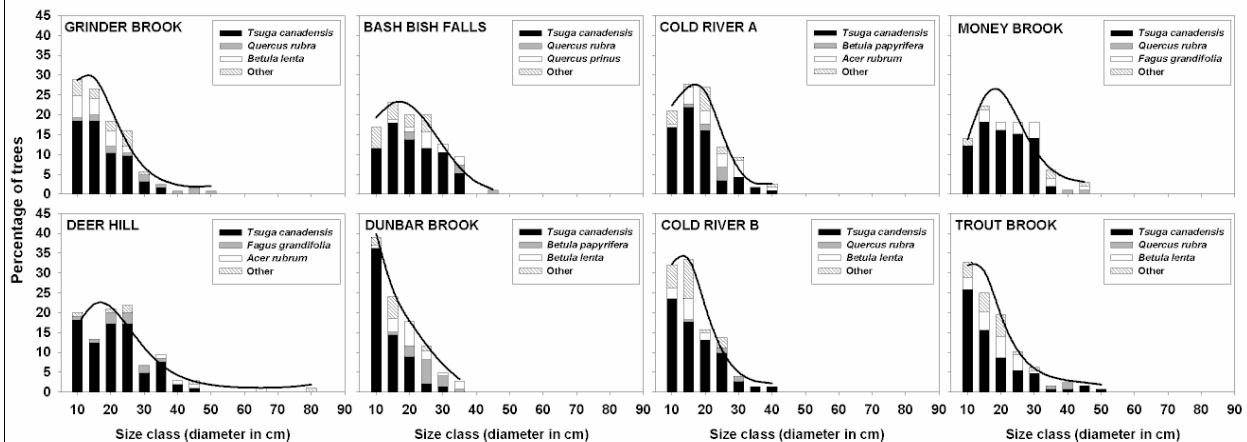 GRINDER BROOK
Tsuga canadensis
Quercus rubra
Betula lenta
Other
BASH BISH FALLS
Tsuga canadensis
Quercus rubra
Quercus prinus
Other
COLD RIVER A
Tsuga canadensis
Betula papyrifera
Acer rubrum
Other
MONEY BROOK
Tsuga canadensis
Quercus rubra
Fagus grandifolia
Other
45
40
35
30
25
20
15
10
5
0
Percentage of trees
DEER HILL
Tsuga canadensis
Fagus grandifolia
Acer rubrum
Other
DUNBAR BROOK
Tsuga canadensis
Betula papyrifera
Betula lenta
Other
COLD RIVER B
Tsuga canadensis
Quercus rubra
Betula lenta
Other
TROUT BROOK
Tsuga canadensis
Quercus rubra
Betula lenta
Other
45
40
35
30
25
20
15
10
5
0
10 20 30 40 50 60 70 80 90
10 20 30 40 50 60 70 80 90
10 20 30 40 50 60 70 80 90
10 20 30 40 50 60 70 80 90
Size class (diameter in cm)
Size class (diameter in cm)
Size class (diameter in cm)
Size class (diameter in cm)